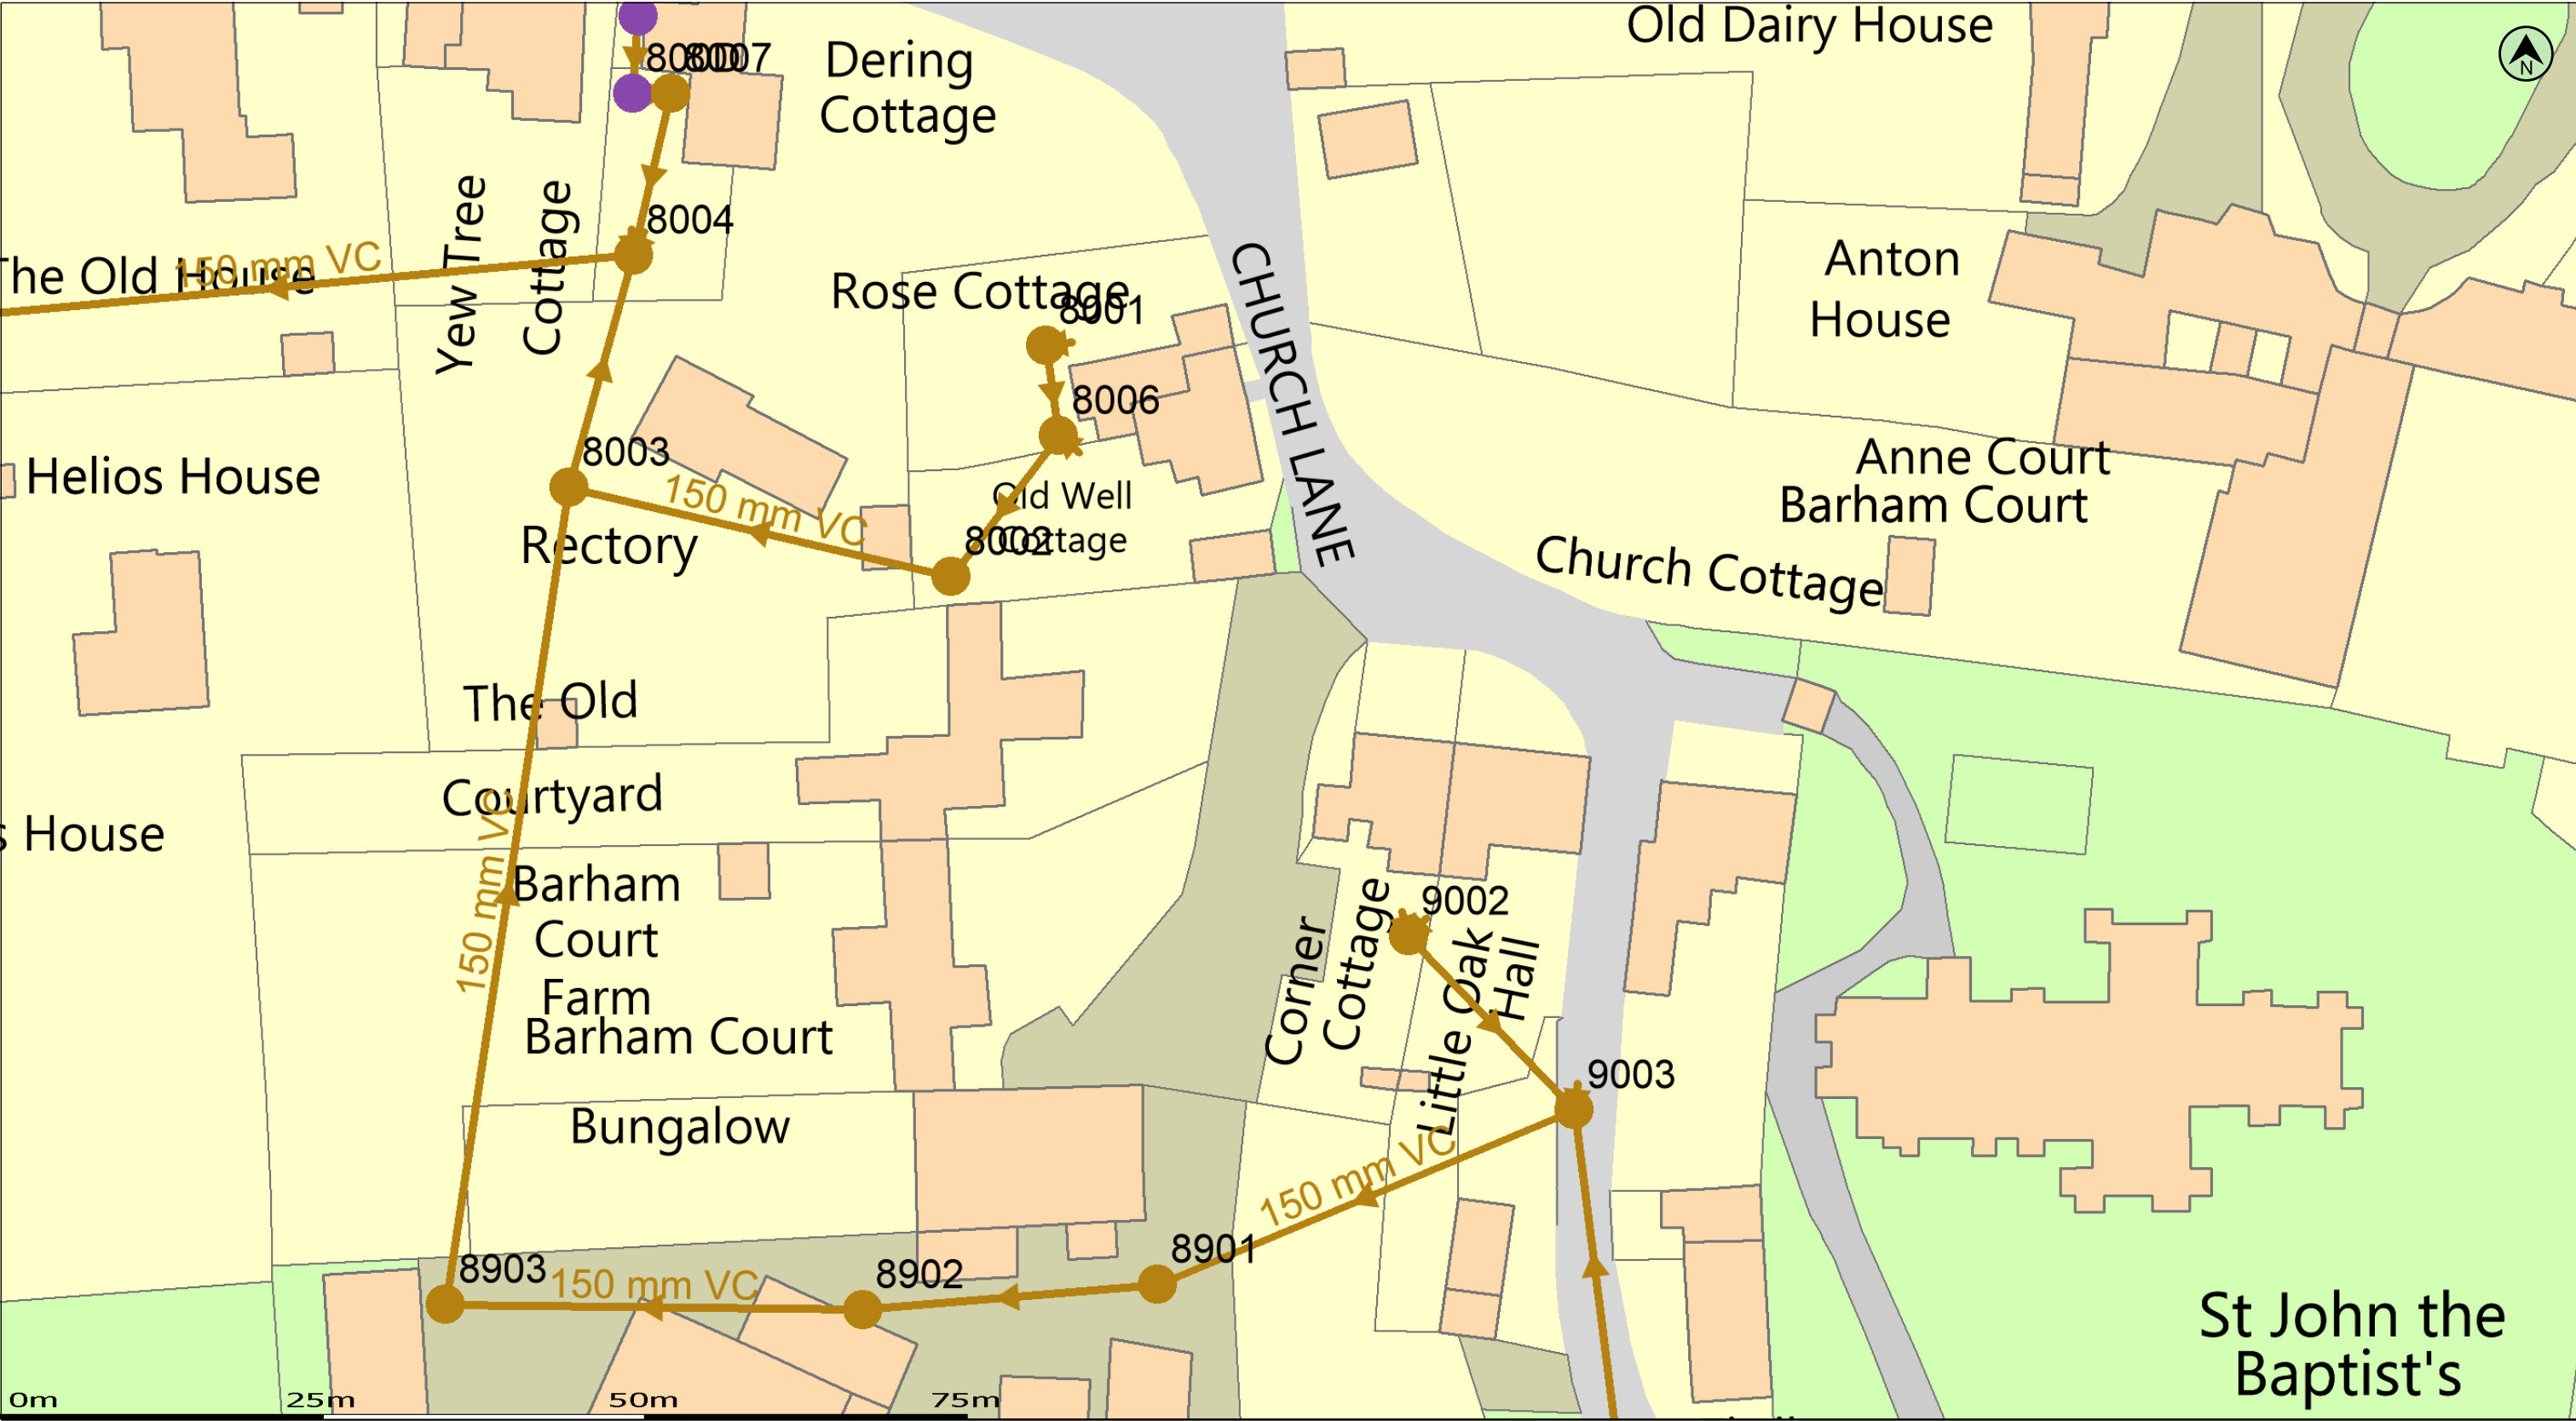 Old Dairy House
N
800D
8007
Dering
Cottage
8004
150 mm VC
The Old House
Yew Tree
Cottage
Rose Cottage
8001
CHURCH LANE
Anton
House
8006
8003
Helios House
150 mm VC
Old Well
Cottage
8002
Rectory
Anne Court
Barham Court
Church Cottage
The Old
Courtyard
s House
150 mm VC
Barham
Court
Farm
Barham Court
Corner
Cottage
9002
Little Oak
Hall
9003
Bungalow
150 mm VC
8901
8902
8903
150 mm VC
St John the
Baptist's
0m
25m
50m
75m